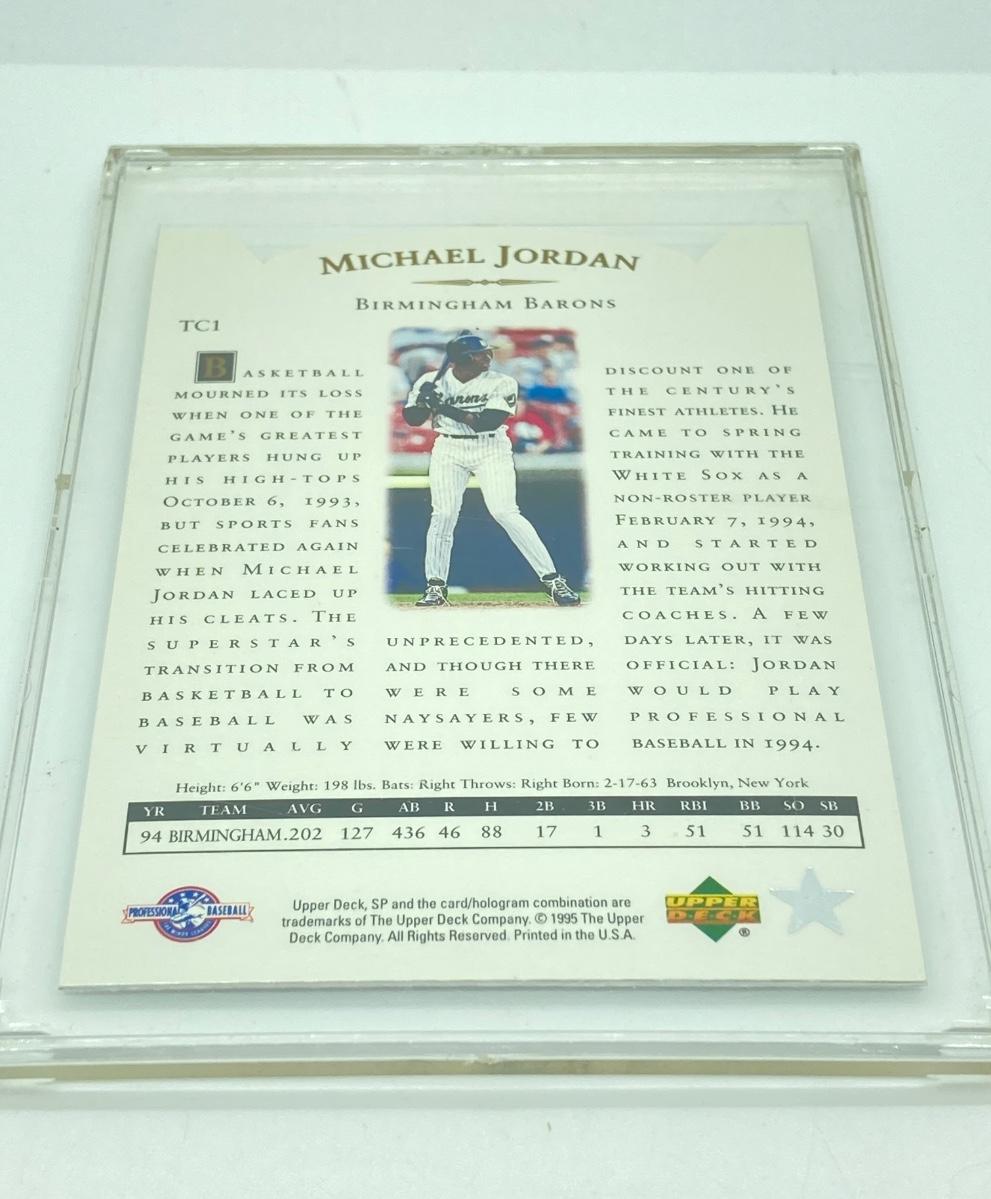 MICHAEL JORDAN
BIRMINGHAM BARONS
TC1
BASKETBALL
MOURNED ITS LOSS
WHEN ONE OF THE
GAME'S GREATEST
PLAYERS HUNG UP
HIS HIGH-TOPS
OCTOBER 6, 1993,
BUT SPORTS FANS
CELEBRATED AGAIN
WHEN MICHAEL
JORDAN LACED UP
HIS CLEATS. THE
SUPERSTAR'S
TRANSITION FROM
BASKETBALL TO
BASEBALL WAS
VIRTUALLY
Barons
UNPRECEDENTED,
AND THOUGH THERE
WERE SOME
NAYSAYERS, FEW
WERE WILLING TO
DISCOUNT ONE OF
THE CENTURY'S
FINEST ATHLETES. HE
CAME TO SPRING
TRAINING WITH THE
WHITE SOX AS A
NON-ROSTER PLAYER
FEBRUARY 7, 1994,
AND STARTED
WORKING OUT WITH
THE TEAM'S HITTING
COACHES. A FEW
DAYS LATER, IT WAS
OFFICIAL: JORDAN
WOULD PLAY
PROFESSIONAL
BASEBALL IN 1994.
Height: 6'6" Weight: 198 lbs. Bats: Right Throws: Right Born: 2-17-63 Brooklyn, New York
YR TEAM AVG G AB R H 2B 3B HR RBI BB SO SB
94 BIRMINGHAM .202 127 436 46 88 17 1 3 51 51 114 30
PROFESSIONAL BASEBALL
THE MINOR LEAGUES
Upper Deck, SP and the card/hologram combination are
trademarks of The Upper Deck Company. © 1995 The Upper
Deck Company. All Rights Reserved. Printed in the U.S.A.
UPPER
DECK
®